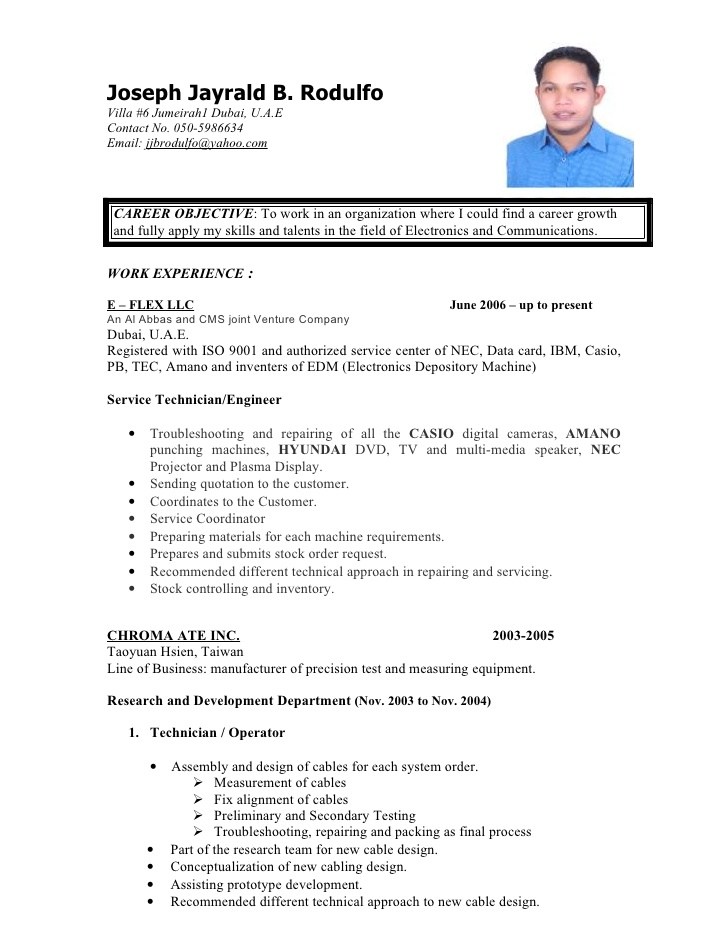 Joseph Jayrald B. Rodulfo
Villa #6 Jumeirah1 Dubai, U.A.E
Contact No. 050-5986634
Email: jjbrodulfo@yahoo.com
CAREER OBJECTIVE: To work in an organization where I could find a career growth
and fully apply my skills and talents in the field of Electronics and Communications.
WORK EXPERIENCE :
E – FLEX LLC June 2006 – up to present
An Al Abbas and CMS joint Venture Company
Dubai, U.A.E.
Registered with ISO 9001 and authorized service center of NEC, Data card, IBM, Casio,
PB, TEC, Amano and inventers of EDM (Electronics Depository Machine)
Service Technician/Engineer
• Troubleshooting and repairing of all the CASIO digital cameras, AMANO
punching machines, HYUNDAI DVD, TV and multi-media speaker, NEC
Projector and Plasma Display.
• Sending quotation to the customer.
• Coordinates to the Customer.
• Service Coordinator
• Preparing materials for each machine requirements.
• Prepares and submits stock order request.
• Recommended different technical approach in repairing and servicing.
• Stock controlling and inventory.
CHROMA ATE INC. 2003-2005
Taoyuan Hsien, Taiwan
Line of Business: manufacturer of precision test and measuring equipment.
Research and Development Department (Nov. 2003 to Nov. 2004)
1. Technician / Operator
• Assembly and design of cables for each system order.
➢ Measurement of cables
➢ Fix alignment of cables
➢ Preliminary and Secondary Testing
➢ Troubleshooting, repairing and packing as final process
• Part of the research team for new cable design.
• Conceptualization of new cabling design.
• Assisting prototype development.
• Recommended different technical approach to new cable design.